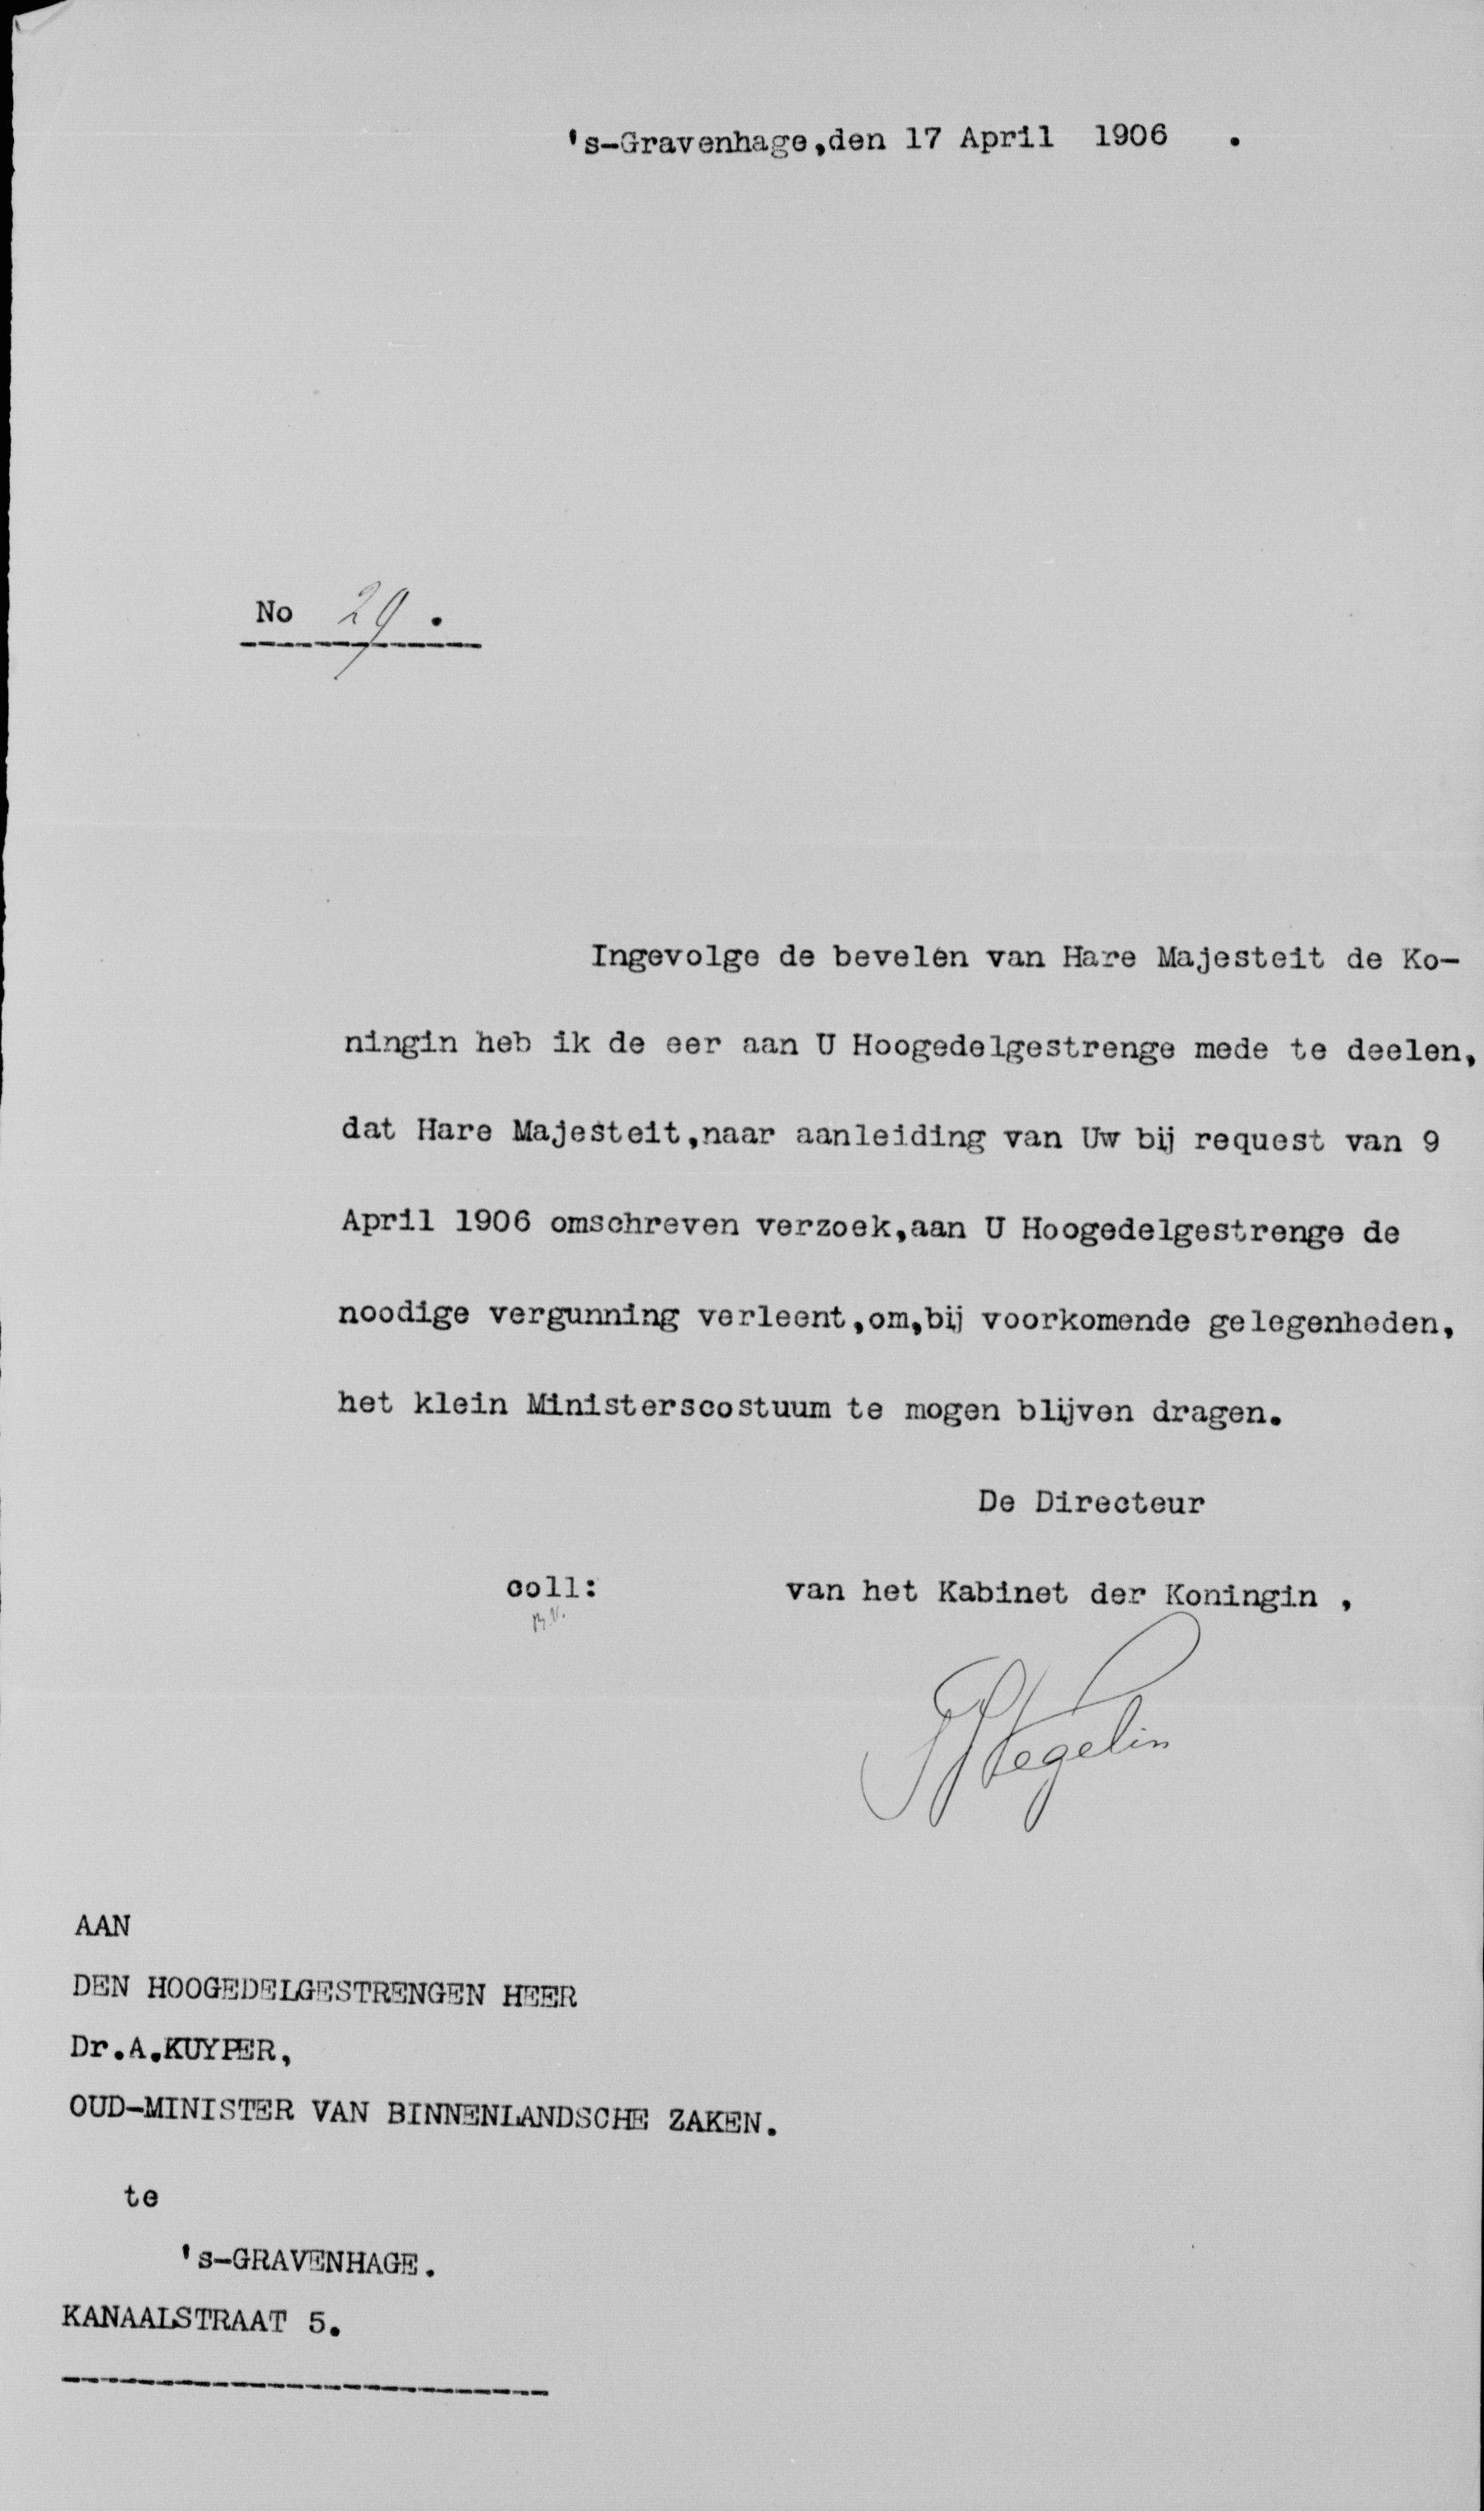 's-Gravenhage,den 17 April 1906 .
No 29 .
Ingevolge de bevelen van Hare Majesteit de Ko-
ningin heb ik de eer aan U Hoogedelgestrenge mede te deelen,
dat Hare Majesteit,naar aanleiding van Uw bij request van 9
April 1906 omschreven verzoek,aan U Hoogedelgestrenge de
noodige vergunning verleent,om,bij voorkomende gelegenheden,
het klein Ministerscostuum te mogen blijven dragen.
De Directeur
coll: van het Kabinet der Koningin ,
AAN
DEN HOOGEDELGESTRENGEN HEER
Dr.A.KUYPER,
OUD-MINISTER VAN BINNENLANDSCHE ZAKEN.
te
's-GRAVENHAGE.
KANAALSTRAAT 5.